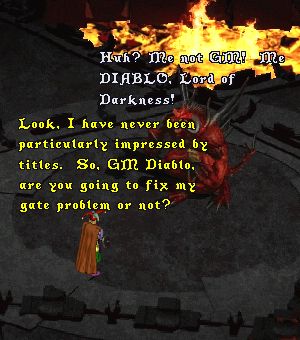 Huh? Me not GM! Me
DIABLO, Lord of
Darkness!
Look, I have never been
particularly impressed by
titles. So, GM Diablo,
are you going to fix my
gate problem or not?